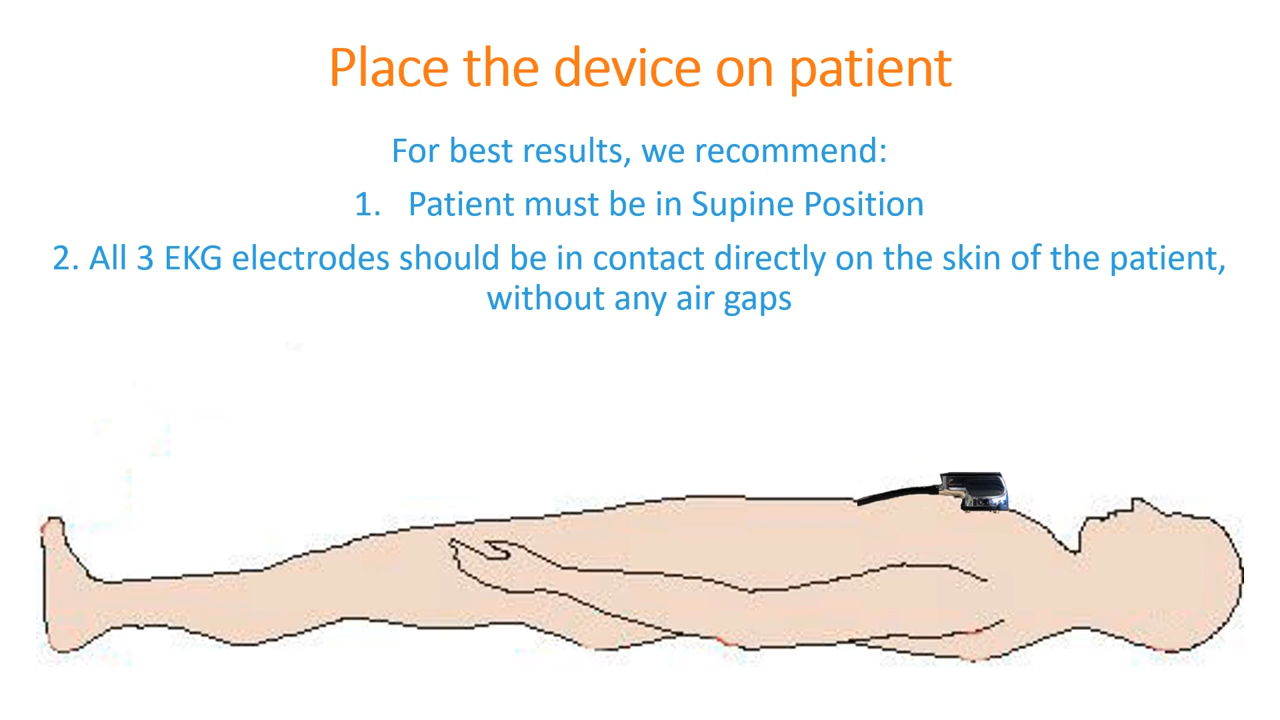 Place the device on patient
For best results, we recommend:
1. Patient must be in Supine Position
2. All 3 EKG electrodes should be in contact directly on the skin of the patient,
without any air gaps